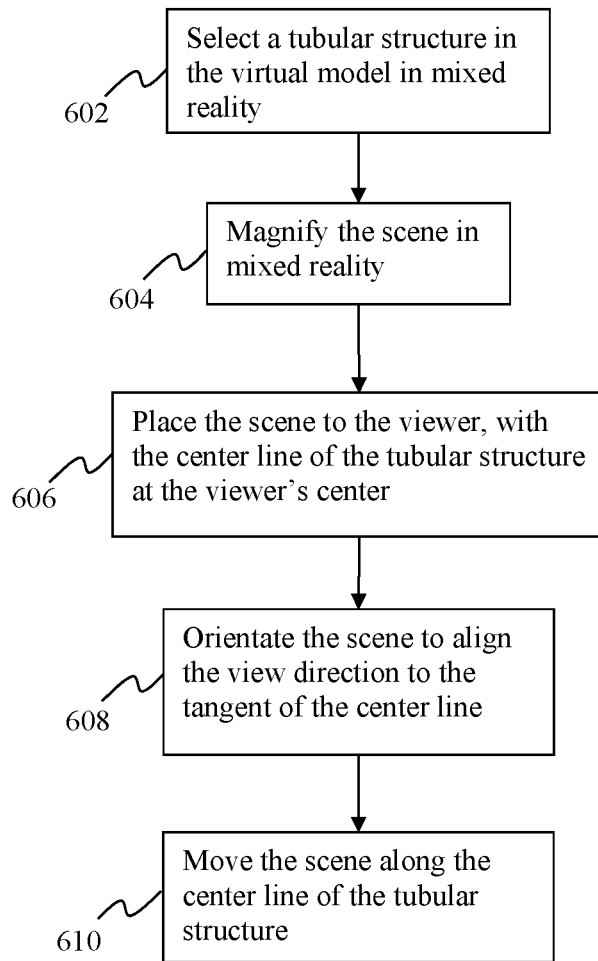 Select a tubular structure in
the virtual model in mixed
reality
602
Magnify the scene in
mixed reality
604
Place the scene to the viewer, with
the center line of the tubular structure
at the viewer’s center
606
Orientate the scene to align
the view direction to the
tangent of the center line
608
Move the scene along the
center line of the tubular
structure
610